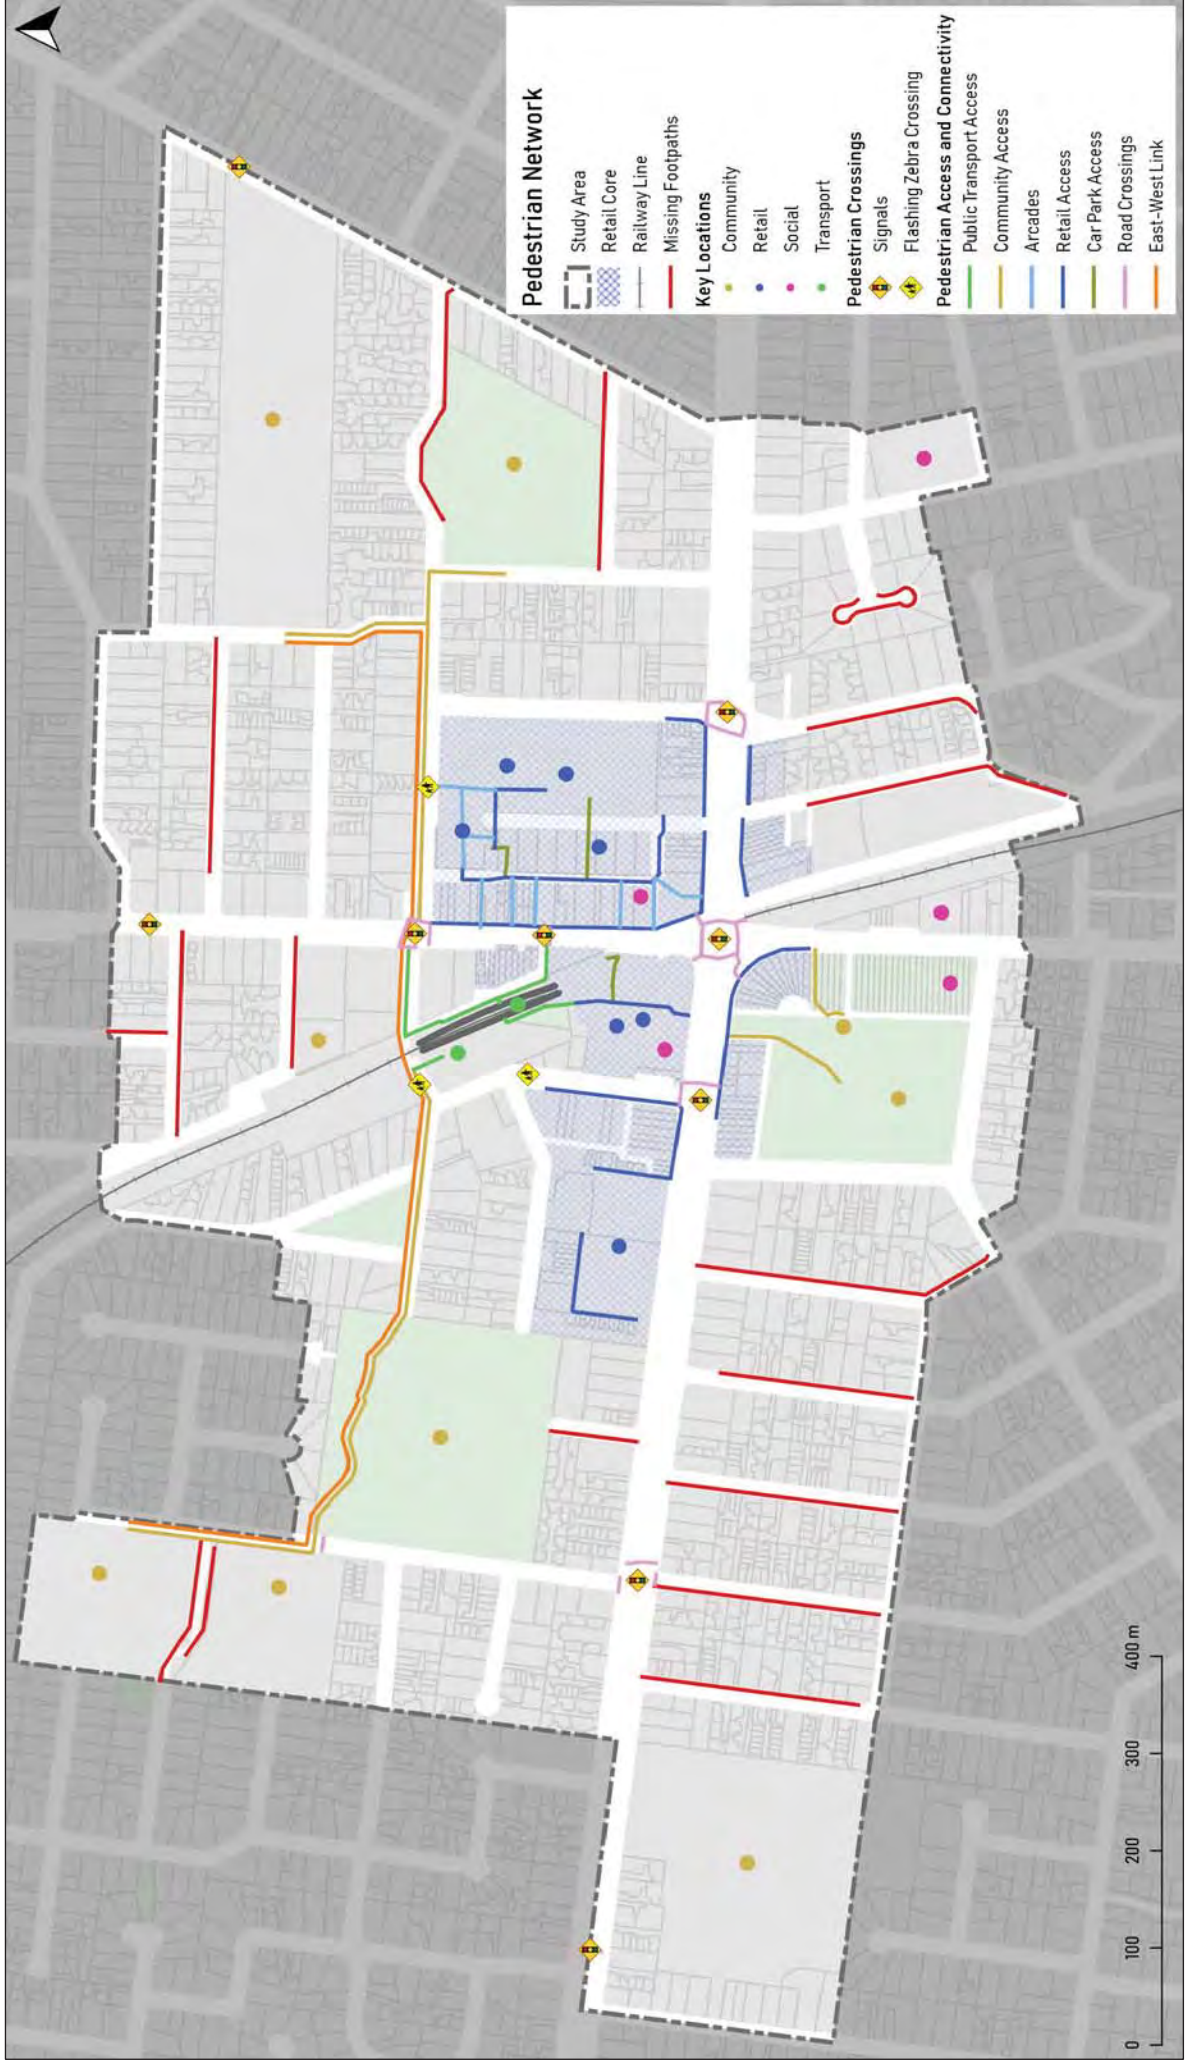 Pedestrian Network
Study Area
Retail Core
Railway Line
Missing Footpaths
Key Locations
Community
Retail
Social
Transport
Pedestrian Crossings
Signals
Flashing Zebra Crossing
Pedestrian Access and Connectivity
Public Transport Access
Community Access
Arcades
Retail Access
Car Park Access
Road Crossings
East-West Link
0 100 200 300 400 m